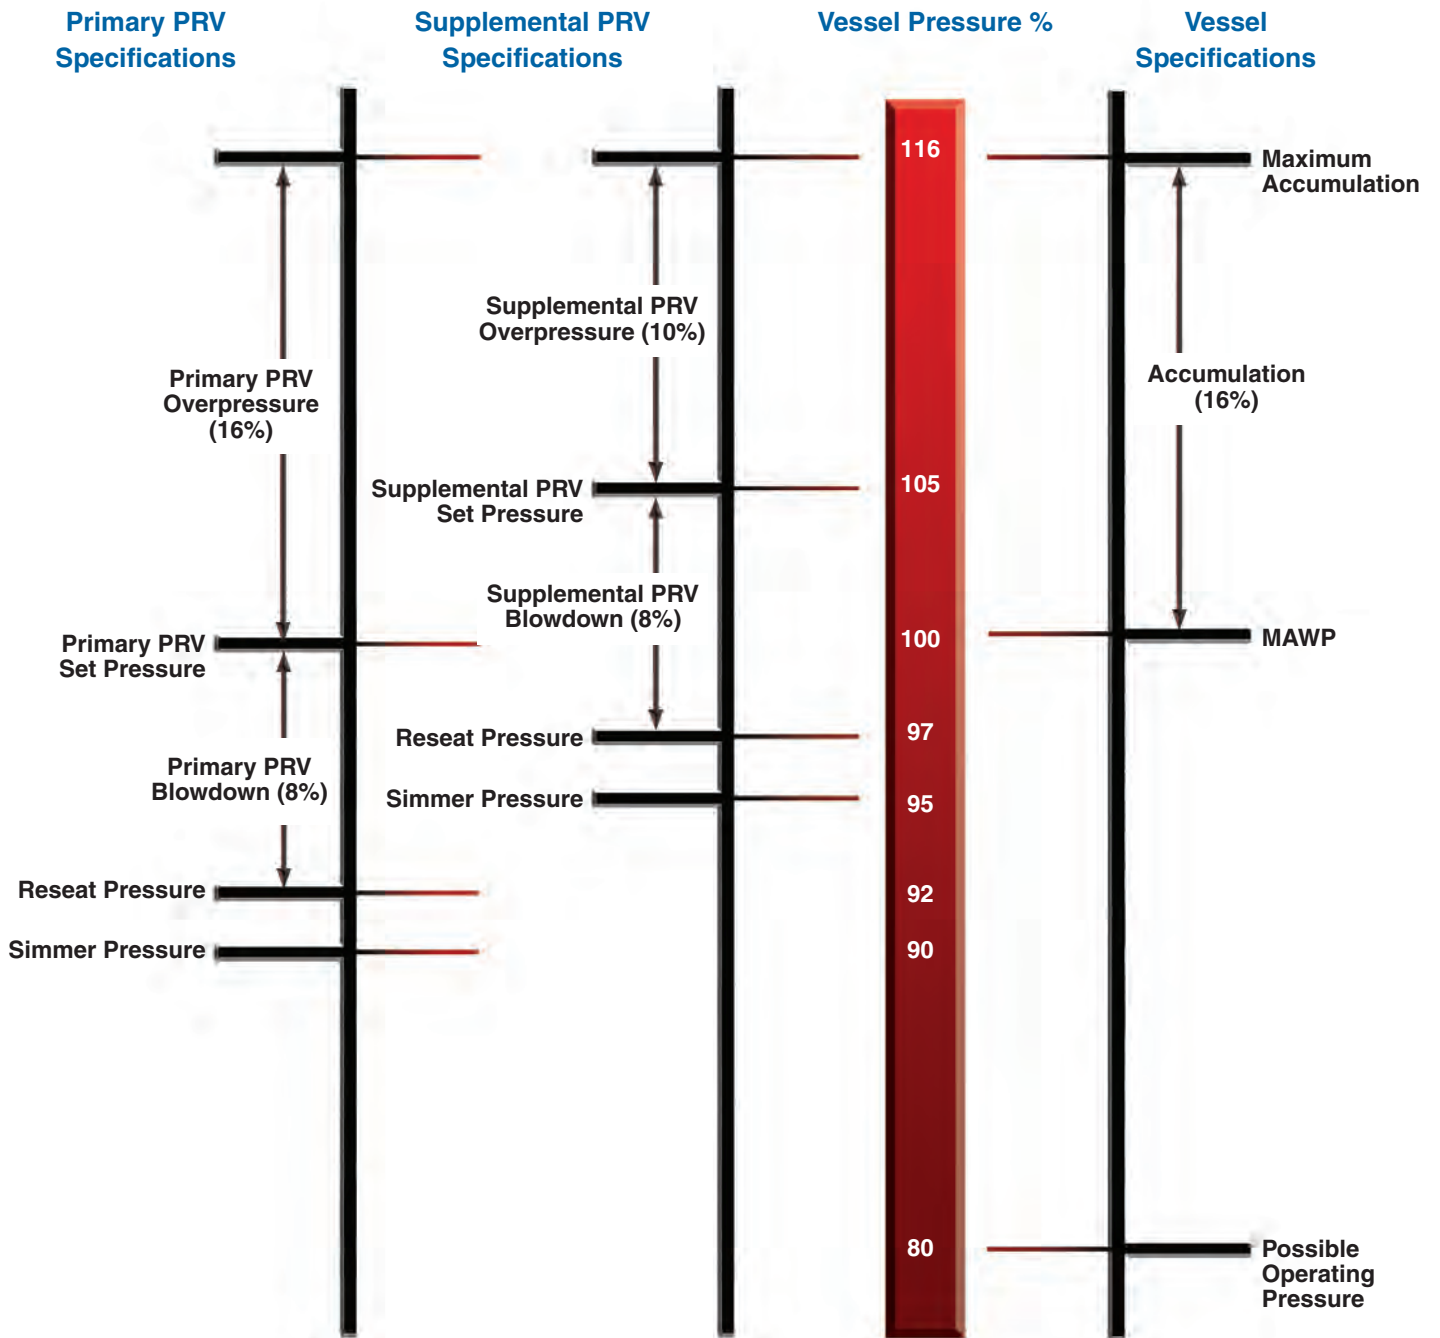 Primary PRV
Specifications
Supplemental PRV
Specifications
Vessel Pressure %
Vessel
Specifications
Primary PRV
Overpressure
(16%)
Primary PRV
Set Pressure
Primary PRV
Blowdown (8%)
Reseat Pressure
Simmer Pressure
Supplemental PRV
Overpressure (10%)
Supplemental PRV
Set Pressure
Supplemental PRV
Blowdown (8%)
Reseat Pressure
Simmer Pressure
116
105
100
97
95
92
90
80
Maximum
Accumulation
Accumulation
(16%)
MAWP
Possible
Operating
Pressure